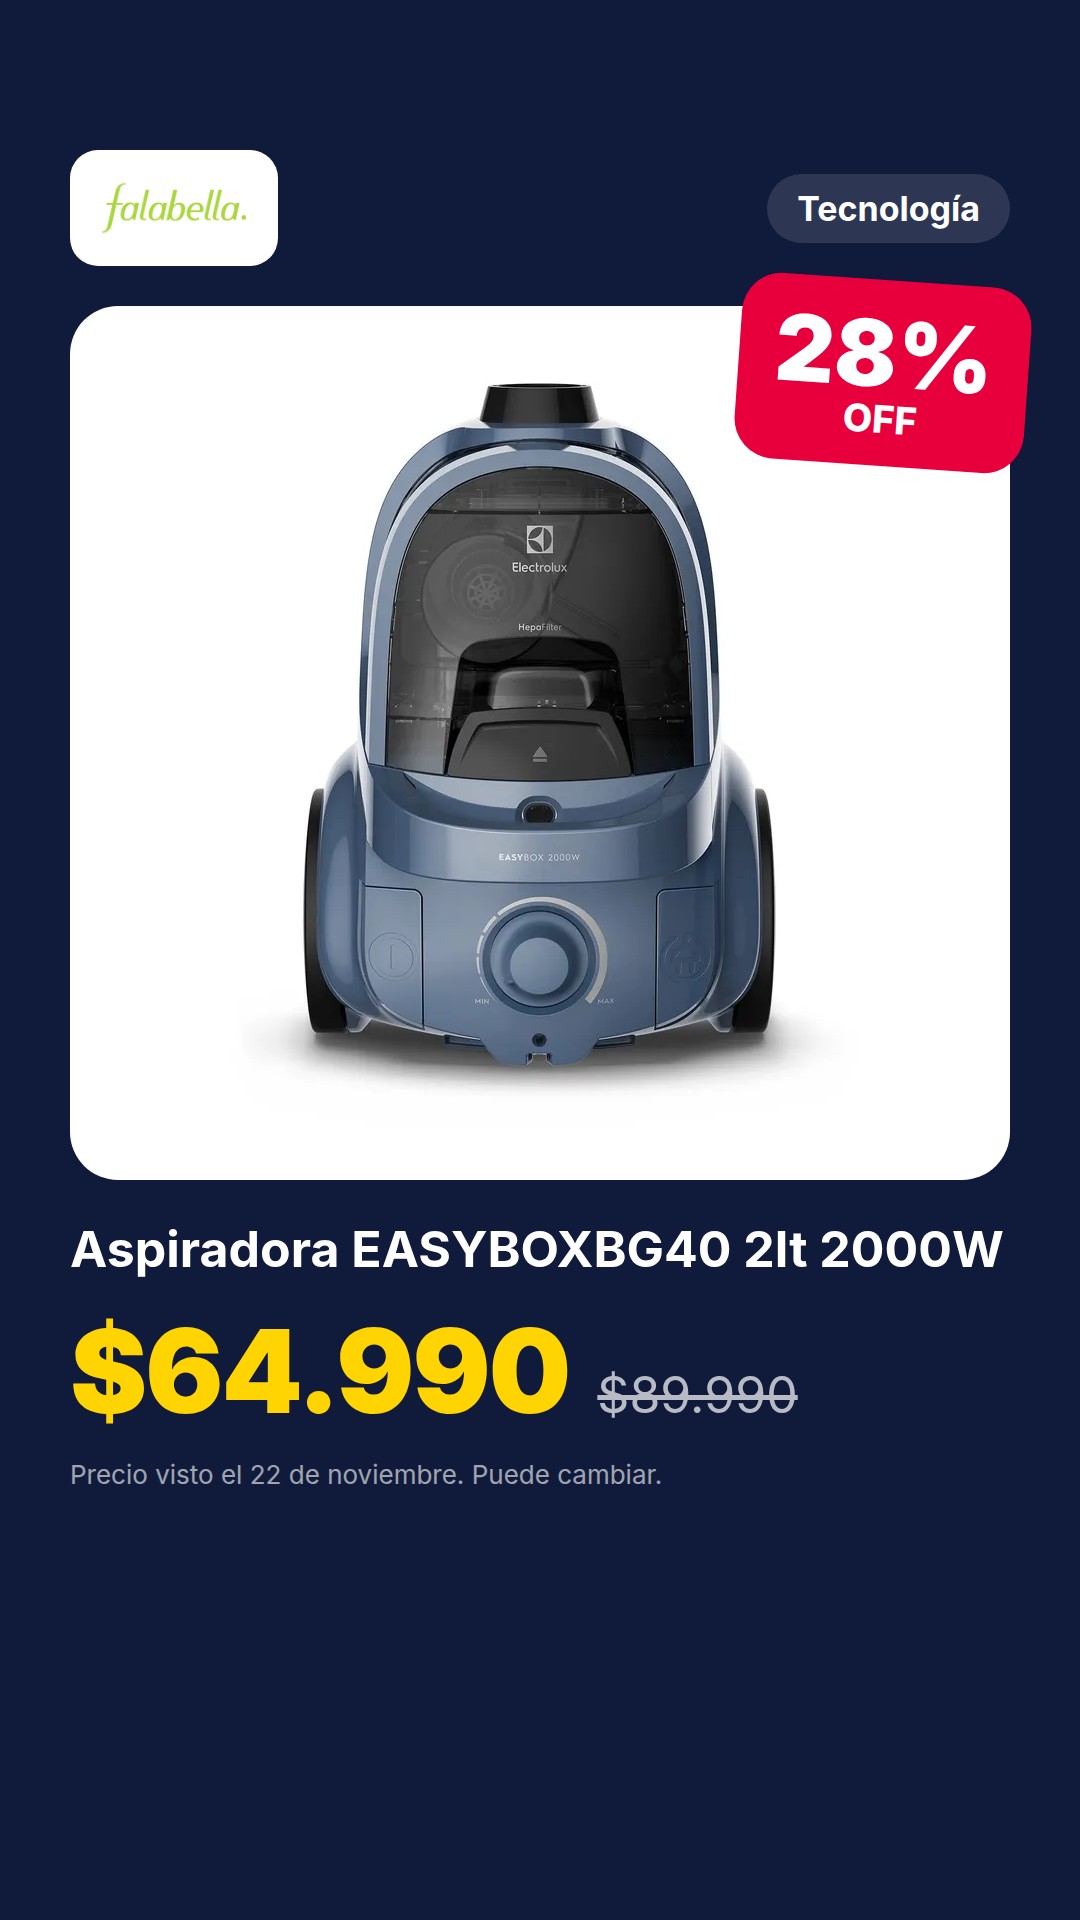 falabella.
Tecnología
28%
OFF
Electrolux
HepaFilter
EASYBOX 2000W
MIN
MAX
Aspiradora EASYBOXBG40 2lt 2000W
$64.990 $89.990
Precio visto el 22 de noviembre. Puede cambiar.